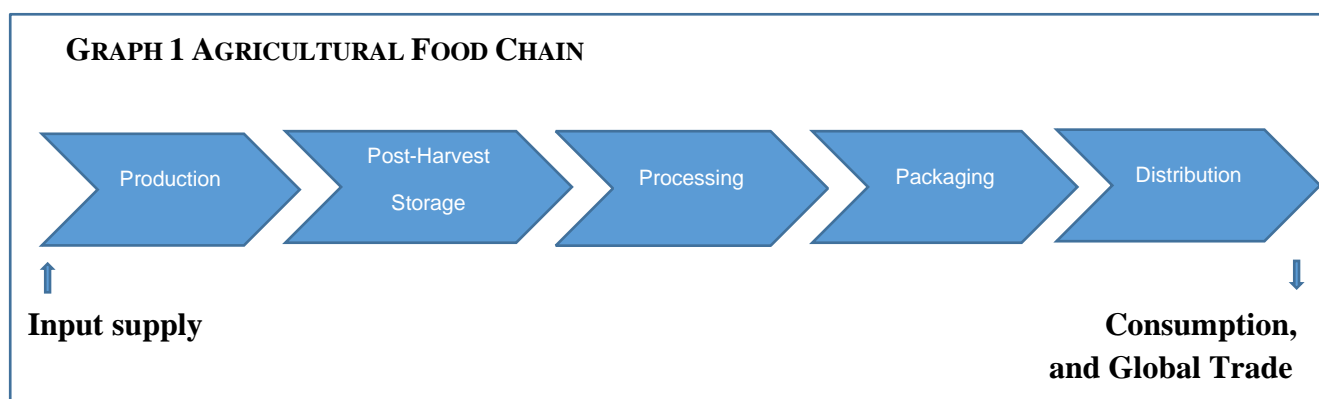 GRAPH 1 AGRICULTURAL FOOD CHAIN
Production
Post-Harvest
Storage
Processing
Packaging
Distribution
Input supply
Consumption,
and Global Trade